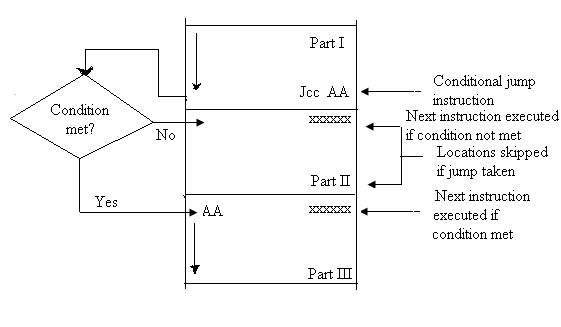 Part I
Jcc AA
Conditional jump
instruction
Condition
met?
No
xxxxxx
Next instruction executed
if condition not met
Locations skipped
if jump taken
Part II
Yes
AA
xxxxxx
Next instruction
executed if
condition met
Part III